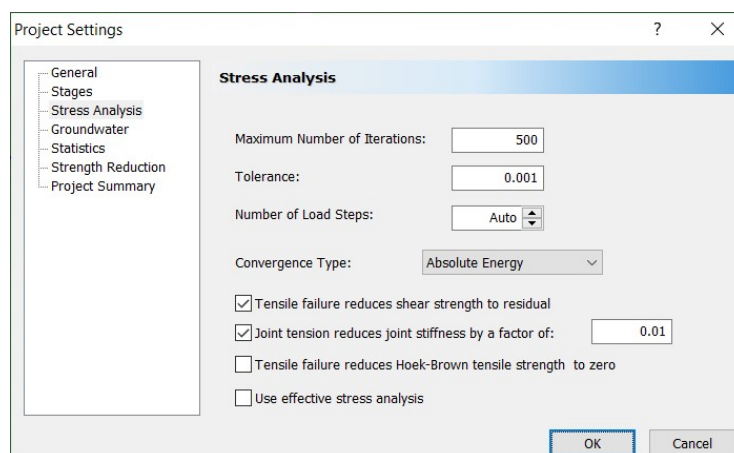 Project Settings
?
General
Stages
Stress Analysis
Groundwater
Statistics
Strength Reduction
Project Summary
Stress Analysis
Maximum Number of Iterations: 500
Tolerance: 0.001
Number of Load Steps: Auto
Convergence Type: Absolute Energy
Tensile failure reduces shear strength to residual
Joint tension reduces joint stiffness by a factor of: 0.01
Tensile failure reduces Hoek-Brown tensile strength to zero
Use effective stress analysis
OK Cancel